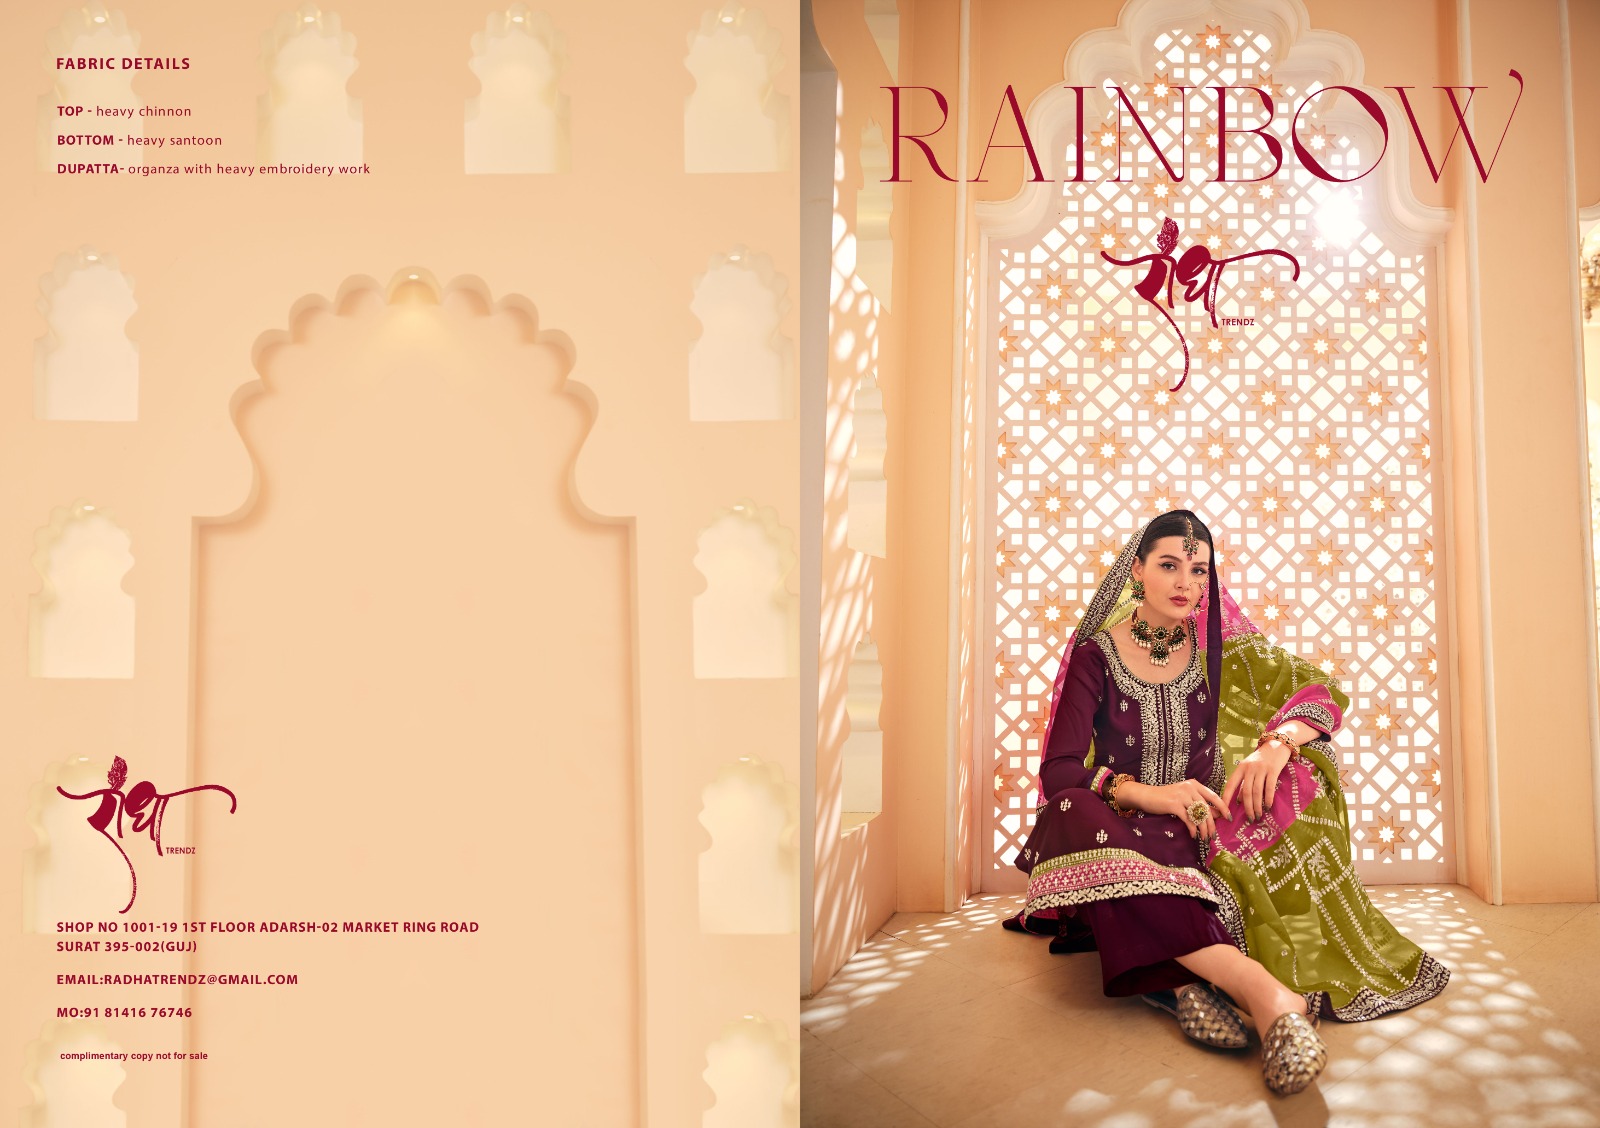 FABRIC DETAILS
TOP - heavy chinnon
BOTTOM - heavy santoon
DUPATTA- organza with heavy embroidery work
राधा
TRENDZ
SHOP NO 1001-19 1ST FLOOR ADARSH-02 MARKET RING ROAD
SURAT 395-002(GUJ)
EMAIL:RADHATRENDZ@GMAIL.COM
MO:91 81416 76746
complimentary copy not for sale
RAINBOW
राधा
TRENDZ